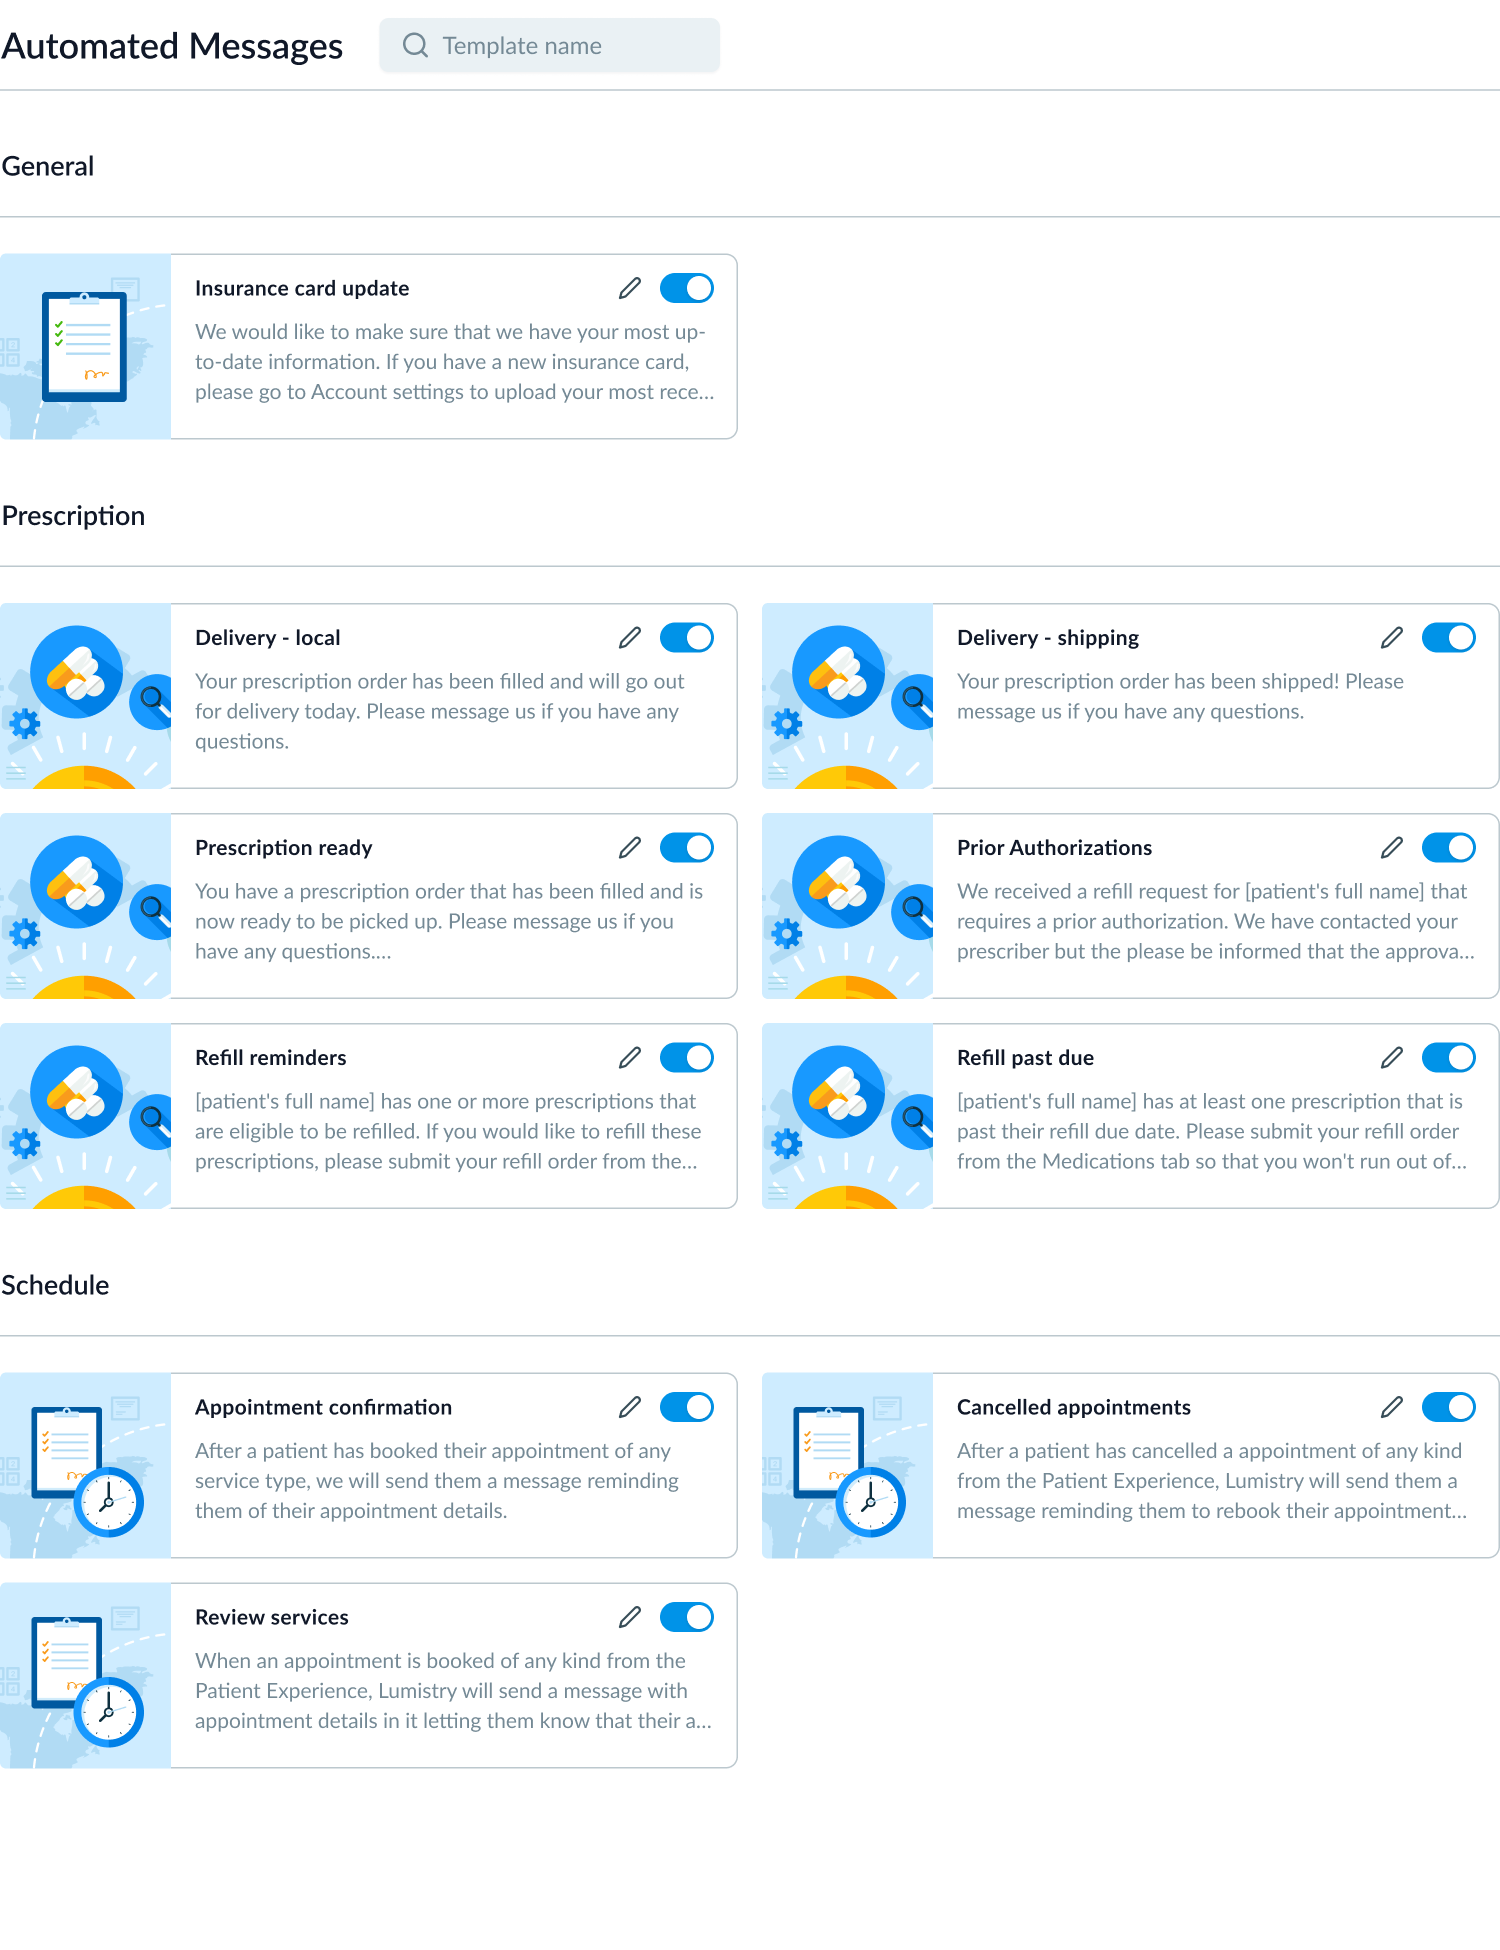 Automated Messages
Template name
General
Insurance card update
We would like to make sure that we have your most up-
to-date information. If you have a new insurance card,
please go to Account settings to upload your most rece...
Prescription
Delivery - local
Your prescription order has been filled and will go out
for delivery today. Please message us if you have any
questions.
Delivery - shipping
Your prescription order has been shipped! Please
message us if you have any questions.
Prescription ready
You have a prescription order that has been filled and is
now ready to be picked up. Please message us if you
have any questions....
Prior Authorizations
We received a refill request for [patient's full name] that
requires a prior authorization. We have contacted your
prescriber but the please be informed that the approva...
Refill reminders
[patient's full name] has one or more prescriptions that
are eligible to be refilled. If you would like to refill these
prescriptions, please submit your refill order from the...
Refill past due
[patient's full name] has at least one prescription that is
past their refill due date. Please submit your refill order
from the Medications tab so that you won't run out of...
Schedule
Appointment confirmation
After a patient has booked their appointment of any
service type, we will send them a message reminding
them of their appointment details.
Cancelled appointments
After a patient has cancelled a appointment of any kind
from the Patient Experience, Lumistry will send them a
message reminding them to rebook their appointment...
Review services
When an appointment is booked of any kind from the
Patient Experience, Lumistry will send a message with
appointment details in it letting them know that their a...